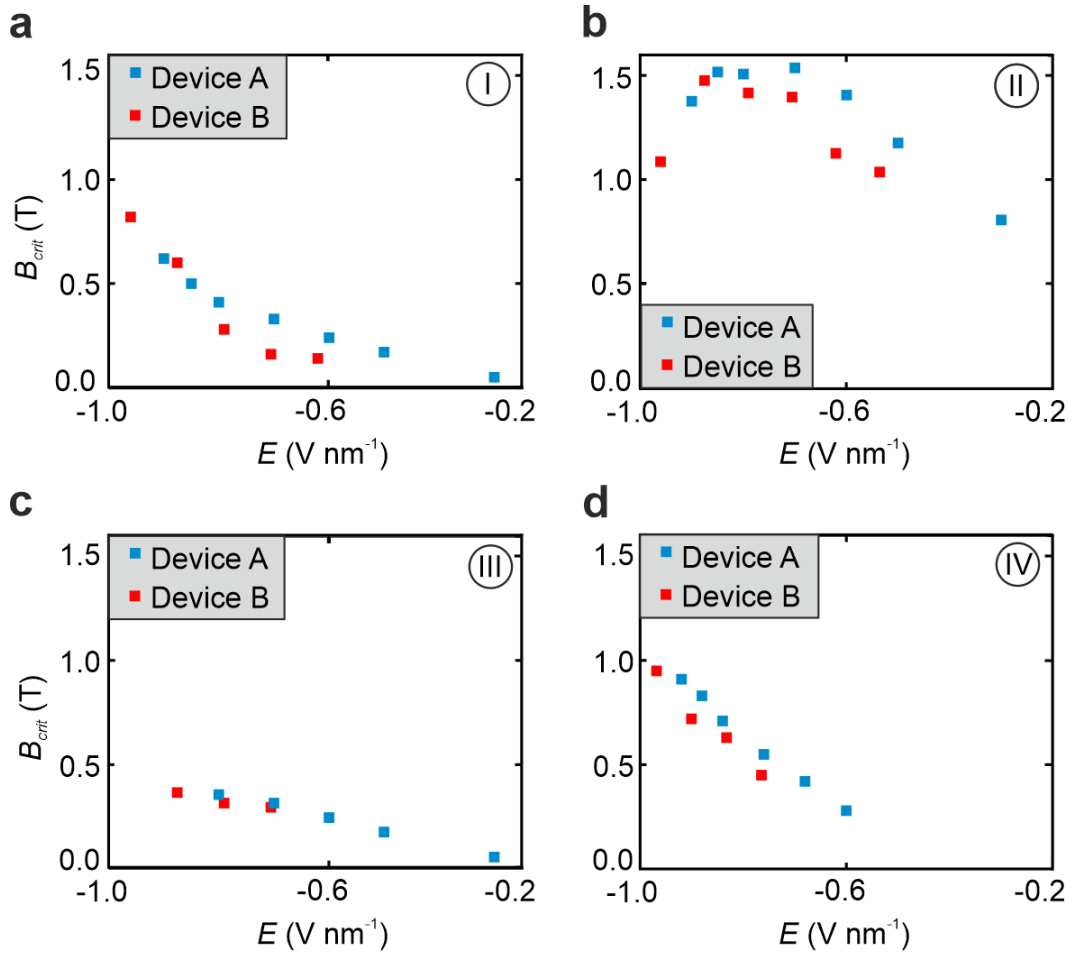 a
1.5
Device A
Device B
I
1.0
0.5
0.0
B_crit (T)
-1.0
-0.6
-0.2
E (V nm⁻¹)
b
1.5
II
1.0
0.5
Device A
Device B
0.0
-1.0
-0.6
-0.2
E (V nm⁻¹)
c
1.5
Device A
Device B
III
1.0
0.5
0.0
B_crit (T)
-1.0
-0.6
-0.2
E (V nm⁻¹)
d
1.5
Device A
Device B
IV
1.0
0.5
0.0
-1.0
-0.6
-0.2
E (V nm⁻¹)